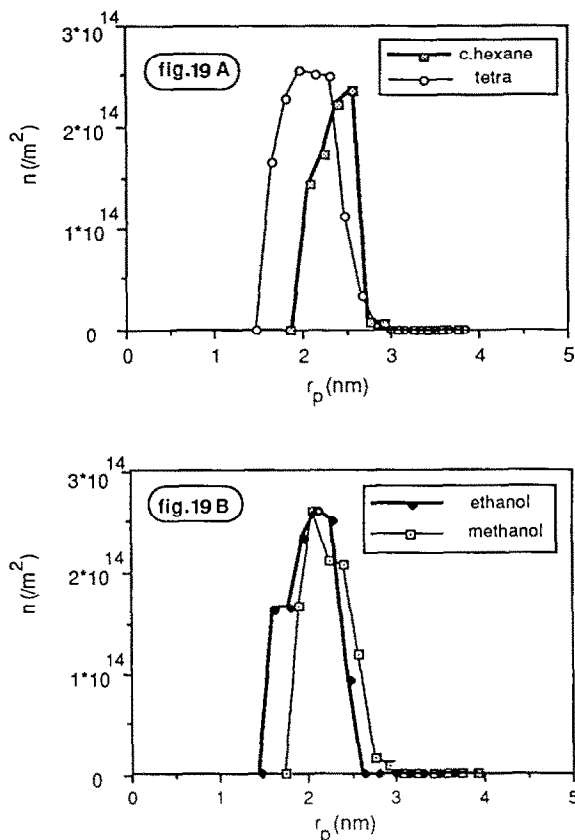 fig.19 A
c.hexane
tetra
3*10^14
2*10^14
1*10^14
0
n (/m²)
0 1 2 3 4 5
r_p (nm)
fig.19 B
ethanol
methanol
3*10^14
2*10^14
1*10^14
0
n (/m²)
0 1 2 3 4 5
r_p (nm)